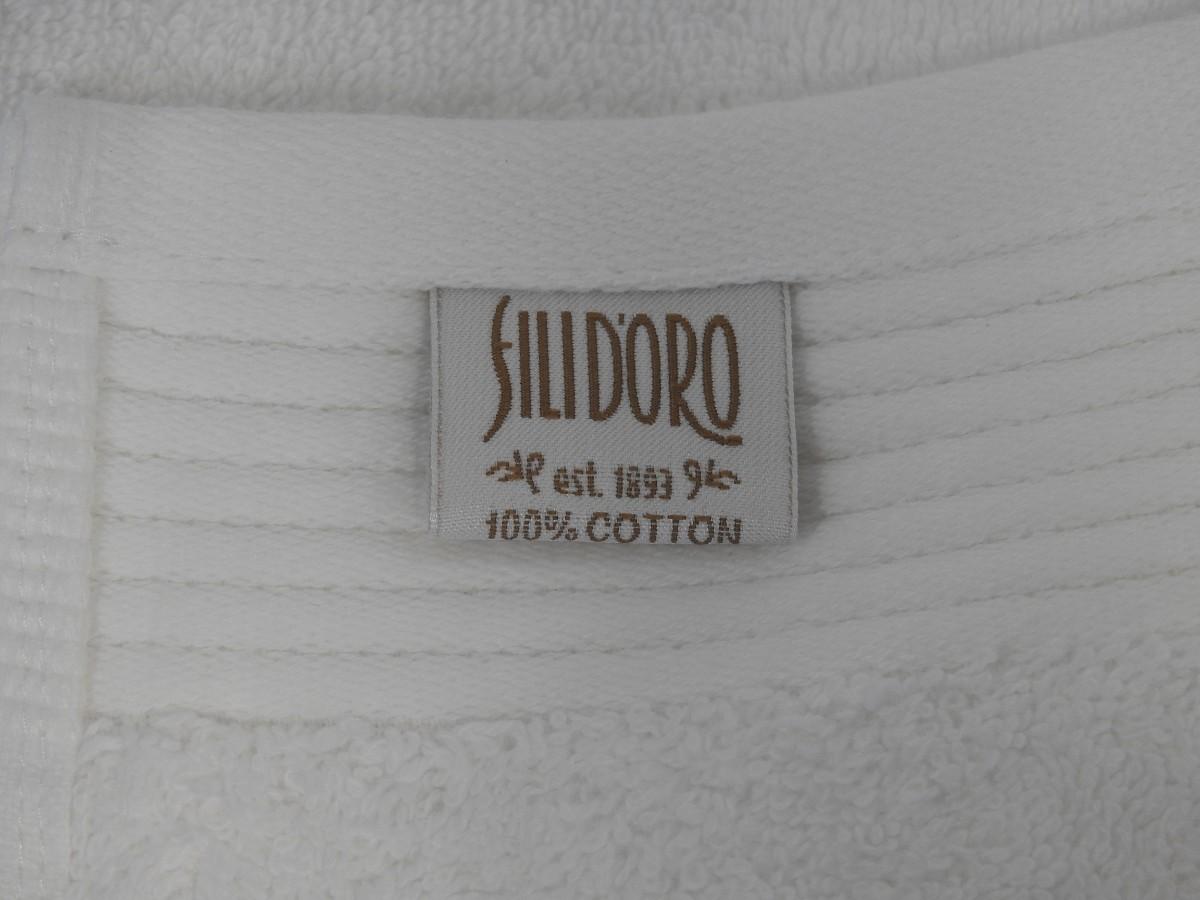 FILI D'ORO
est. 1893
100% COTTON